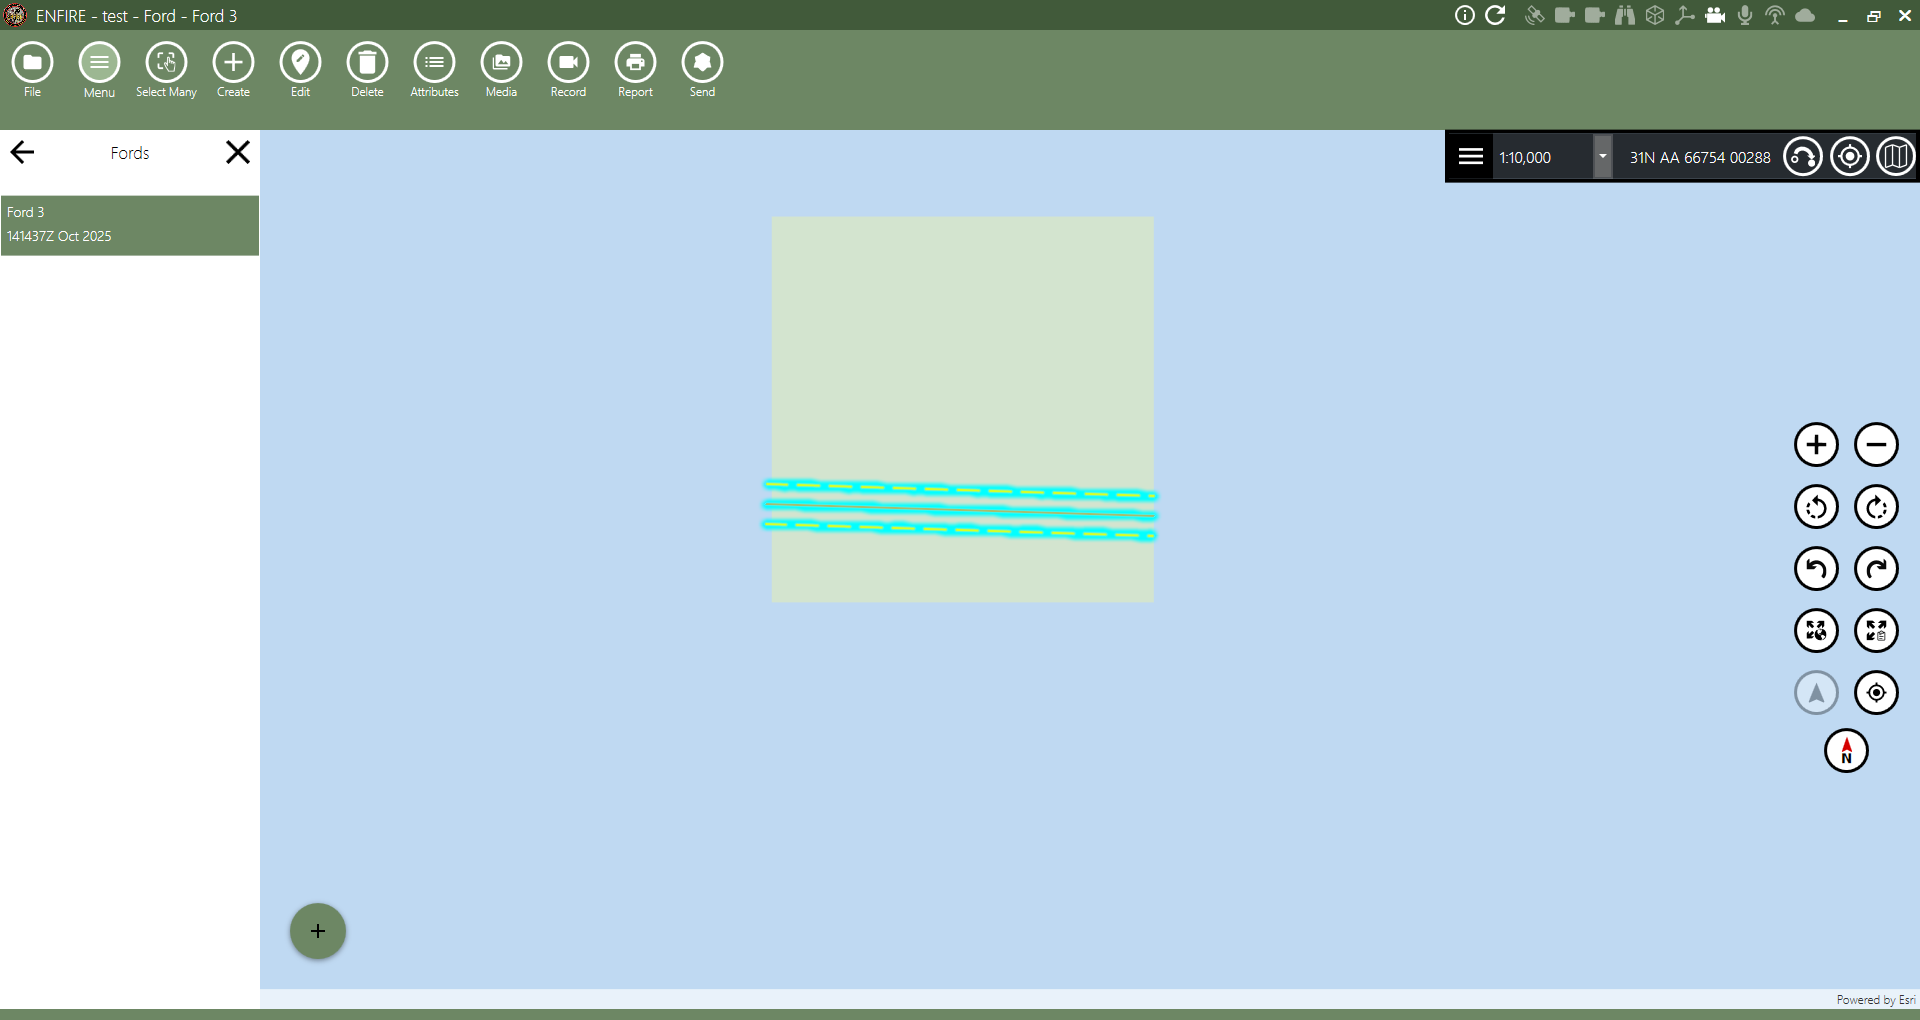 ENFIRE - test - Ford - Ford 3
File
Menu
Select Many
Create
Edit
Delete
Attributes
Media
Record
Report
Send
Fords
1:10,000
31N AA 66754 00288
Ford 3
141437Z Oct 2025
N
Powered by Esri